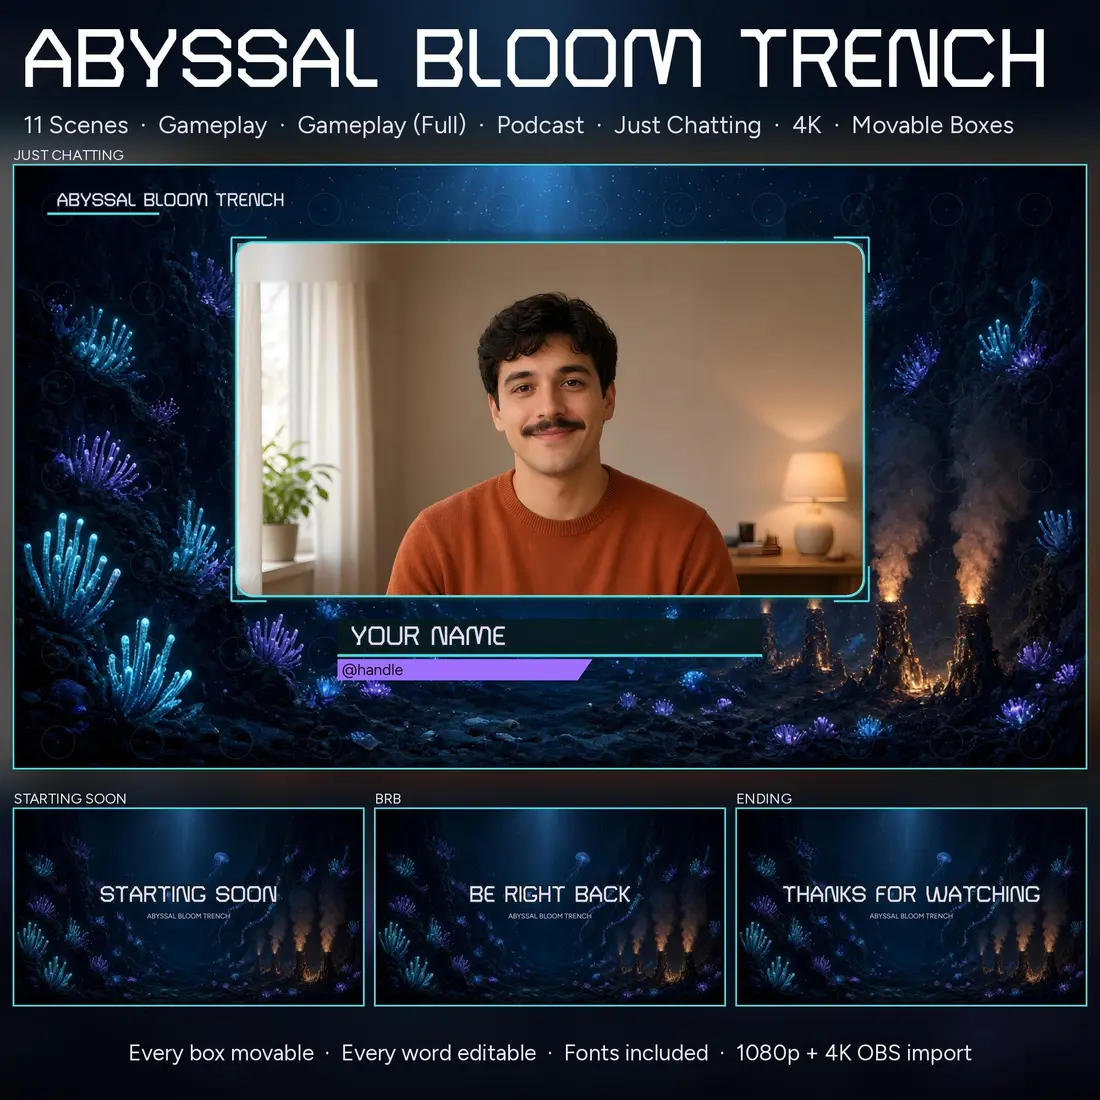 ABYSSAL BLOOM TRENCH
11 Scenes · Gameplay · Gameplay (Full) · Podcast · Just Chatting · 4K · Movable Boxes
JUST CHATTING
ABYSSAL BLOOM TRENCH
YOUR NAME
@handle
STARTING SOON
BRB
ENDING
STARTING SOON
ABYSSAL BLOOM TRENCH
BE RIGHT BACK
ABYSSAL BLOOM TRENCH
THANKS FOR WATCHING
ABYSSAL BLOOM TRENCH
Every box movable · Every word editable · Fonts included · 1080p + 4K OBS import